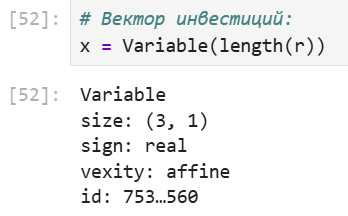 [52]: # Вектор инвестиций:
x = Variable(length(r))
[52]: Variable
size: (3, 1)
sign: real
vexity: affine
id: 753…560